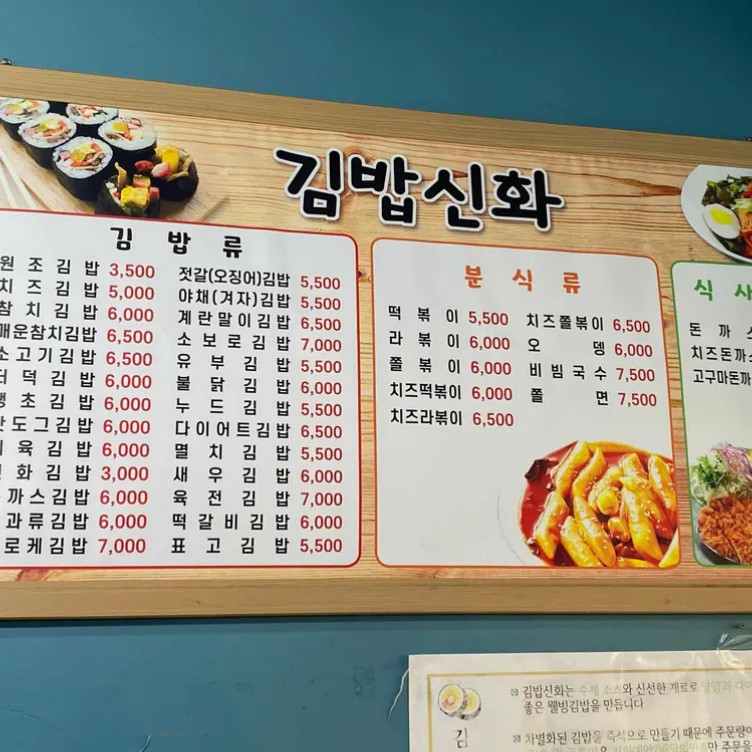 김밥신화
김 밥 류
원조김밥 3,500
치즈김밥 5,000
참치김밥 6,000
매운참치김밥 6,500
소고기김밥 6,500
더덕김밥 6,000
땡초김밥 6,000
핫도그김밥 6,000
제육김밥 6,000
신화김밥 3,000
까스김밥 6,000
과류김밥 6,000
로케김밥 7,000
젓갈(오징어)김밥 5,500
야채(겨자)김밥 5,500
계란말이김밥 6,500
소보로김밥 7,000
유부김밥 5,500
불닭김밥 6,000
누드김밥 5,500
다이어트김밥 6,500
멸치김밥 5,500
새우김밥 6,000
육전김밥 7,000
떡갈비김밥 6,000
표고김밥 5,500
분 식 류
떡볶이 5,500
라볶이 6,000
쫄볶이 6,000
치즈떡볶이 6,000
치즈라볶이 6,500
치즈쫄볶이 6,500
오뎅 6,000
비빔국수 7,500
쫄면 7,500
식 사
돈까스
치즈돈까스
고구마돈까
김
김밥신화는 수제 소스와 신선한 재료로 영양과 다이
좋은 웰빙김밥을 만듭니다
차별화된 김밥을 즉석으로 만들기 때문에 주문량이